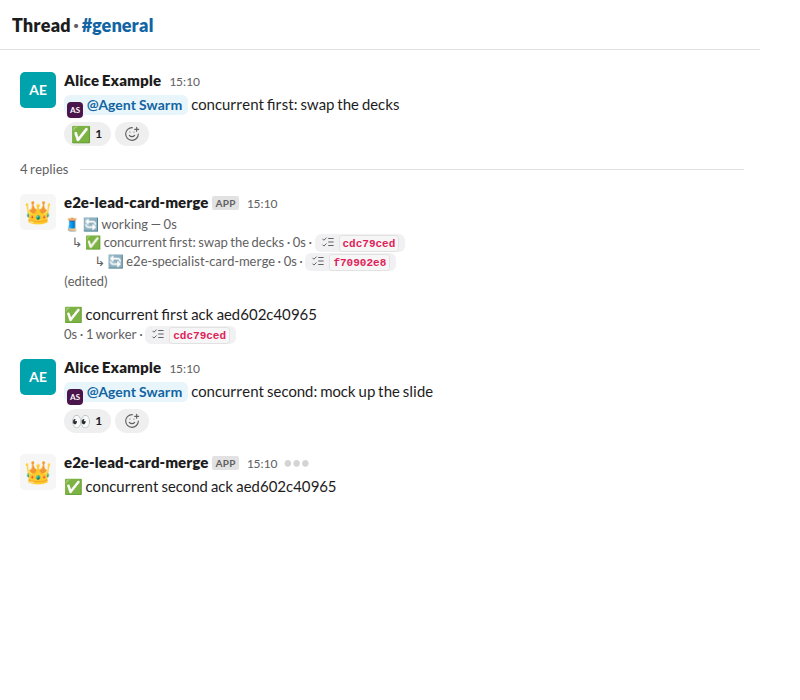 Thread • #general
AE
Alice Example 15:10
AS @Agent Swarm concurrent first: swap the decks
✅ 1
4 replies
e2e-lead-card-merge APP 15:10
🧵 🔄 working — 0s
↳ ✅ concurrent first: swap the decks · 0s · cdc79ced
↳ 🔄 e2e-specialist-card-merge · 0s · f70902e8
(edited)
✅ concurrent first ack aed602c40965
0s · 1 worker · cdc79ced
AE
Alice Example 15:10
AS @Agent Swarm concurrent second: mock up the slide
👀 1
e2e-lead-card-merge APP 15:10
✅ concurrent second ack aed602c40965